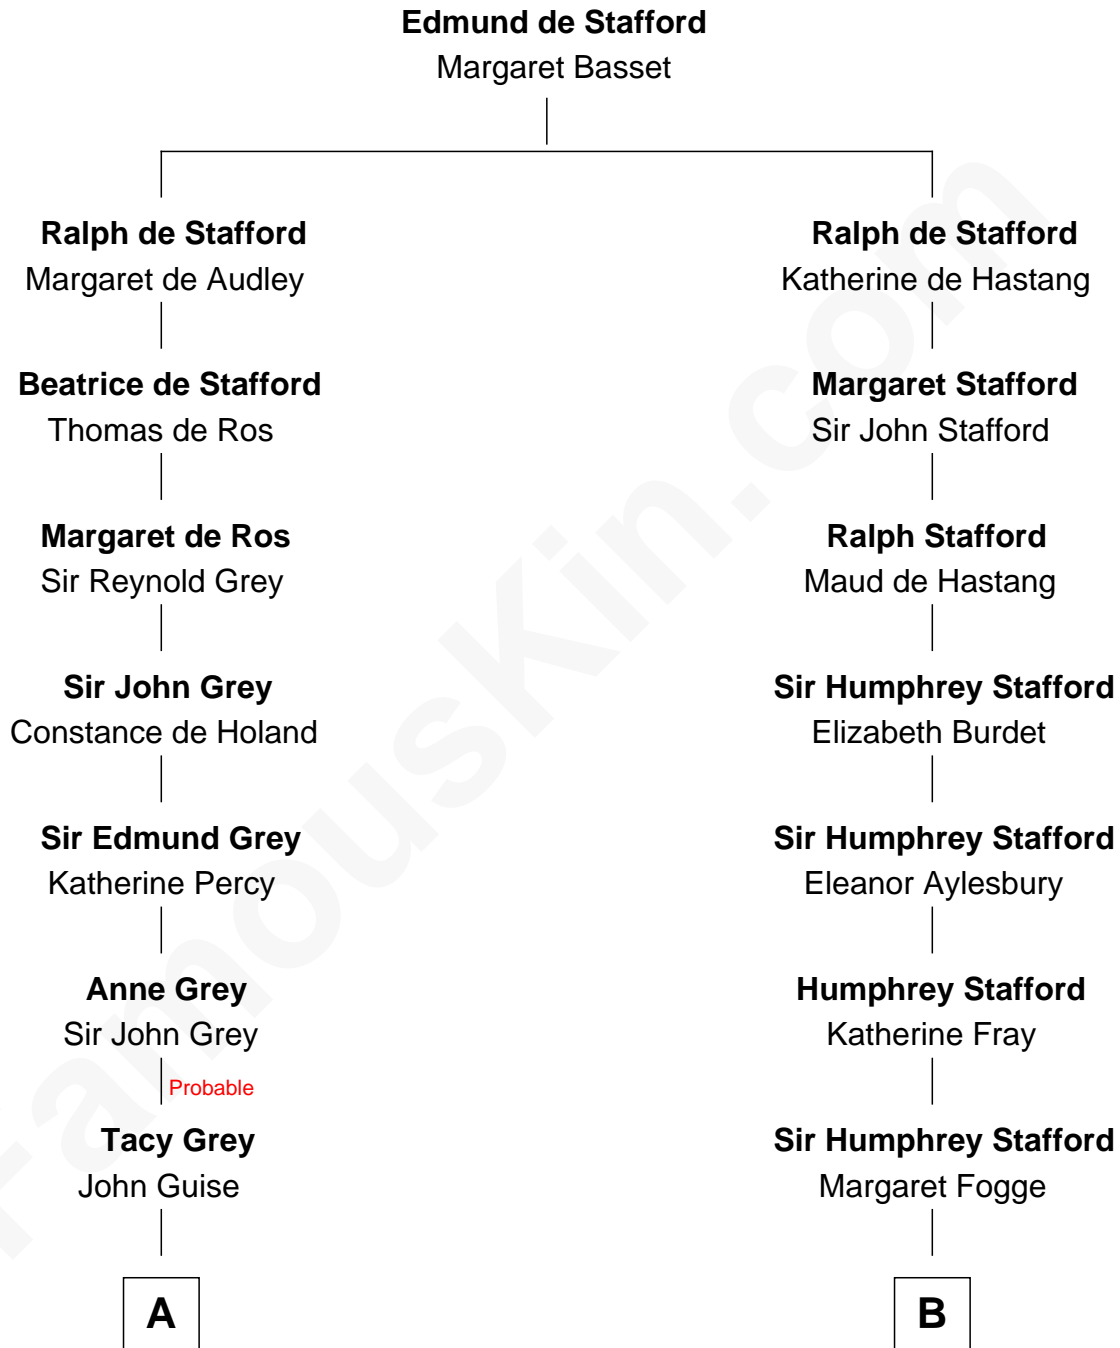 Edmund de Stafford
Margaret Basset
Ralph de Stafford
Margaret de Audley
Ralph de Stafford
Katherine de Hastang
Beatrice de Stafford
Thomas de Ros
Margaret Stafford
Sir John Stafford
Margaret de Ros
Sir Reynold Grey
Ralph Stafford
Maud de Hastang
Sir John Grey
Constance de Holand
Sir Humphrey Stafford
Elizabeth Burdet
Sir Edmund Grey
Katherine Percy
Sir Humphrey Stafford
Eleanor Aylesbury
Anne Grey
Sir John Grey
Humphrey Stafford
Katherine Fray
Probable
Tacy Grey
John Guise
Sir Humphrey Stafford
Margaret Fogge
A
B
FamousKin.com